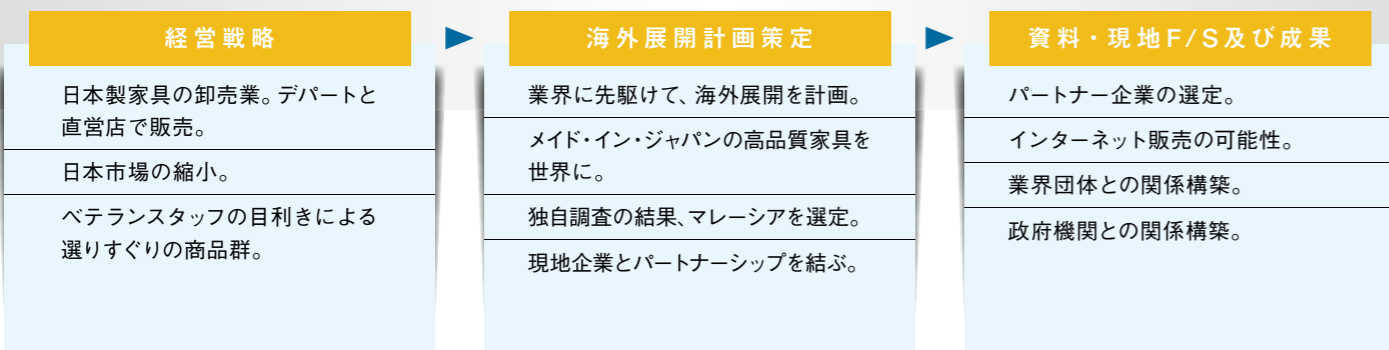 経営戦略
日本製家具の卸売業。デパートと
直営店で販売。
日本市場の縮小。
ベテランスタッフの目利きによる
選りすぐりの商品群。
海外展開計画策定
業界に先駆けて、海外展開を計画。
メイド・イン・ジャパンの高品質家具を
世界に。
独自調査の結果、マレーシアを選定。
現地企業とパートナーシップを結ぶ。
資料・現地F/S及び成果
パートナー企業の選定。
インターネット販売の可能性。
業界団体との関係構築。
政府機関との関係構築。